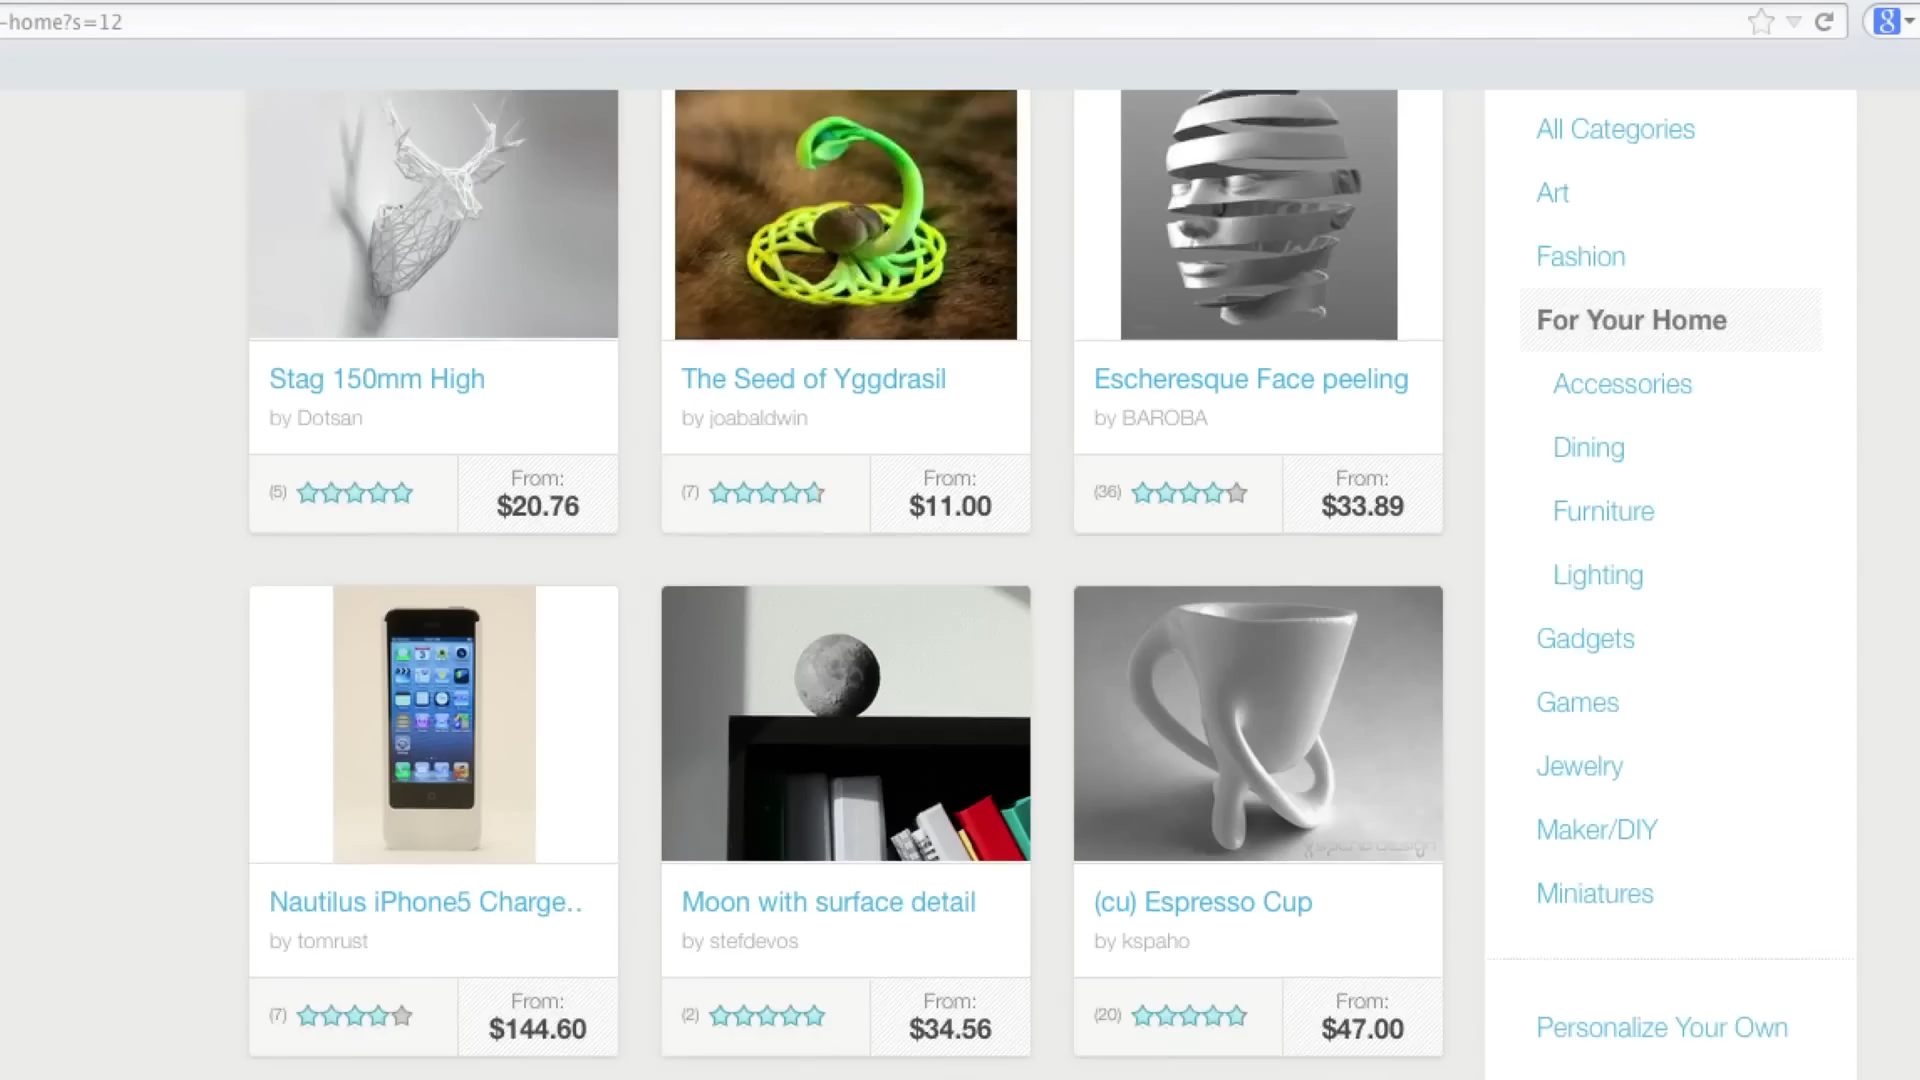 -home?s=12
Stag 150mm High
by Dotsan
(5)
From:
$20.76
The Seed of Yggdrasil
by joabaldwin
(7)
From:
$11.00
Escheresque Face peeling
by BAROBA
(36)
From:
$33.89
Nautilus iPhone5 Charge..
by tomrust
(7)
From:
$144.60
Moon with surface detail
by stefdevos
(2)
From:
$34.56
(cu) Espresso Cup
by kspaho
(20)
From:
$47.00
All Categories
Art
Fashion
For Your Home
Accessories
Dining
Furniture
Lighting
Gadgets
Games
Jewelry
Maker/DIY
Miniatures
Personalize Your Own